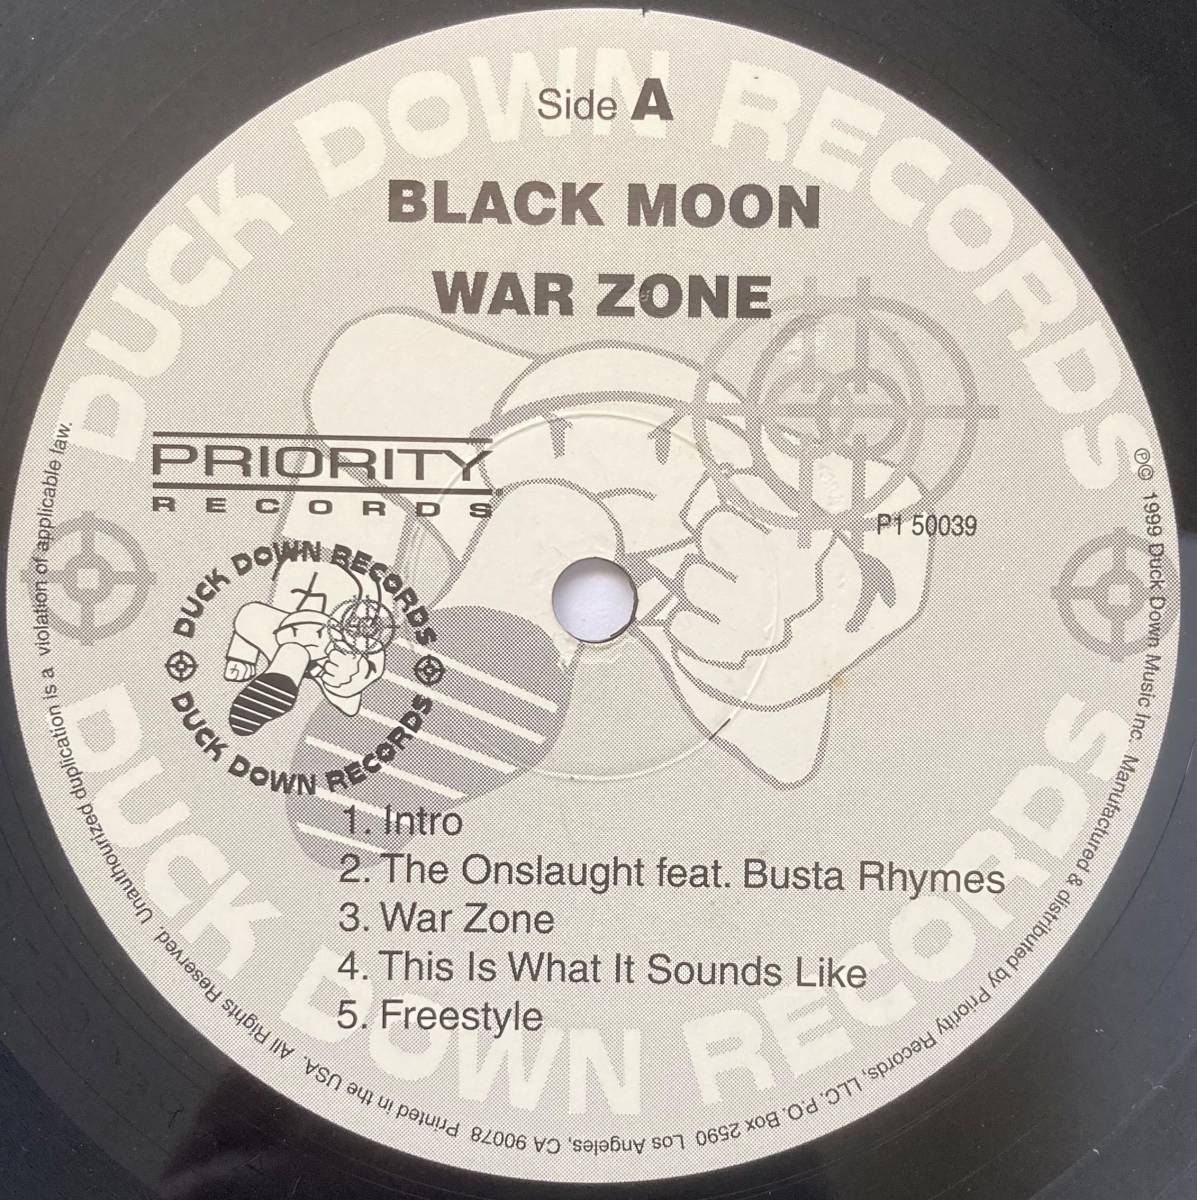 DUCK DOWN RECORDS
Side A
BLACK MOON
WAR ZONE
PRIORITY
RECORDS
P1 50039
DUCK DOWN RECORDS
DUCK DOWN RECORDS
1. Intro
2. The Onslaught feat. Busta Rhymes
3. War Zone
4. This Is What It Sounds Like
5. Freestyle
DUCK DOWN RECORDS
℗© 1999 Duck Down Music Inc. Manufactured & distributed by Priority Records, LLC. P.O. Box 2590 Los Angeles, CA 90078 Printed in the USA. All Rights Reserved. Unauthourized duplication is a violation of applicable law.